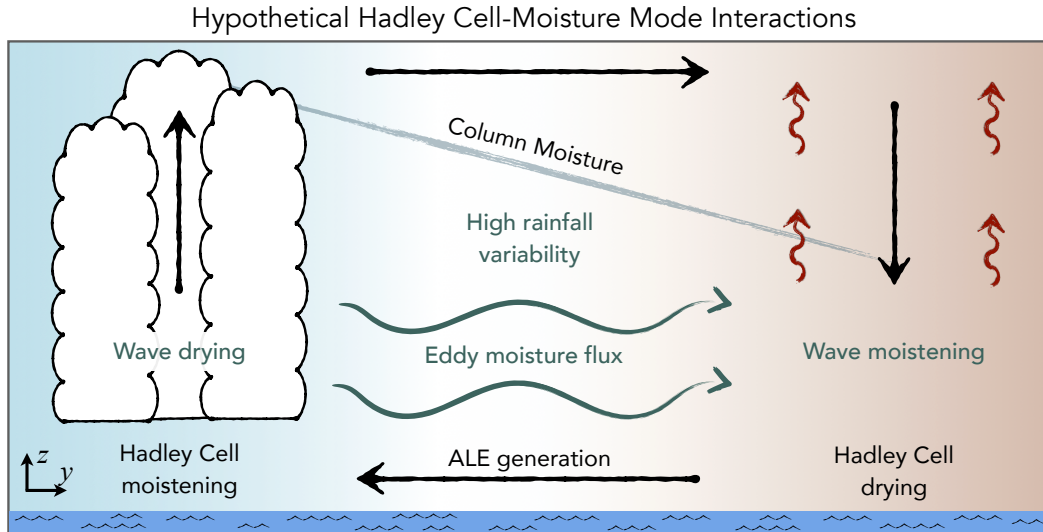 Hypothetical Hadley Cell-Moisture Mode Interactions
Column Moisture
High rainfall
variability
Wave drying
Eddy moisture flux
Wave moistening
z
y
Hadley Cell
moistening
ALE generation
Hadley Cell
drying